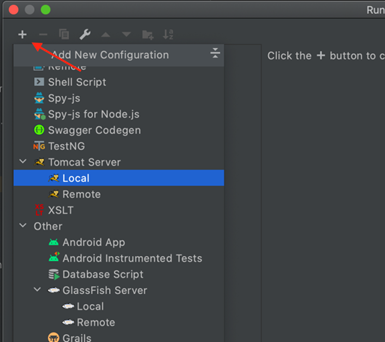 Run
Add New Configuration
Click the + button to c
Remote
Shell Script
Spy-js
Spy-js for Node.js
Swagger Codegen
TestNG
Tomcat Server
Local
Remote
XSLT
Other
Android App
Android Instrumented Tests
Database Script
GlassFish Server
Local
Remote
Grails